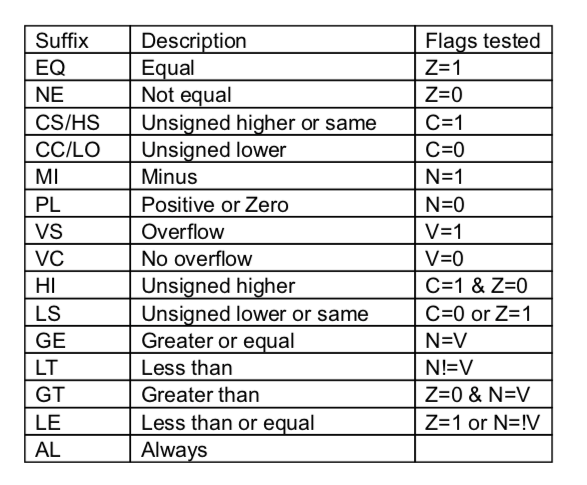 Suffix Description Flags tested
EQ Equal Z=1
NE Not equal Z=0
CS/HS Unsigned higher or same C=1
CC/LO Unsigned lower C=0
MI Minus N=1
PL Positive or Zero N=0
VS Overflow V=1
VC No overflow V=0
HI Unsigned higher C=1 & Z=0
LS Unsigned lower or same C=0 or Z=1
GE Greater or equal N=V
LT Less than N!=V
GT Greater than Z=0 & N=V
LE Less than or equal Z=1 or N=!V
AL Always